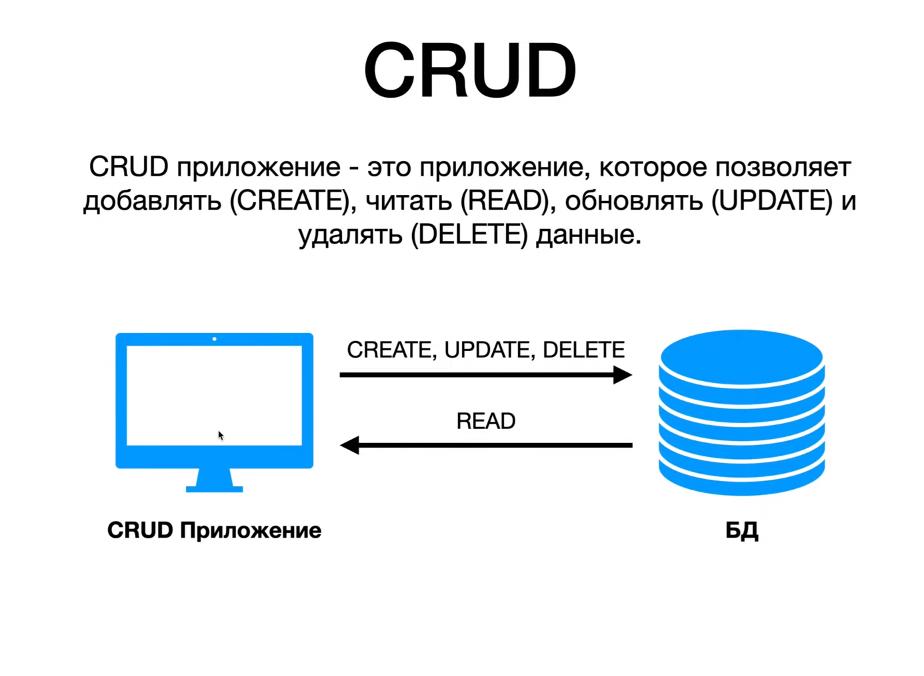 CRUD
CRUD приложение - это приложение, которое позволяет
добавлять (CREATE), читать (READ), обновлять (UPDATE) и
удалять (DELETE) данные.
CREATE, UPDATE, DELETE
READ
CRUD Приложение
БД